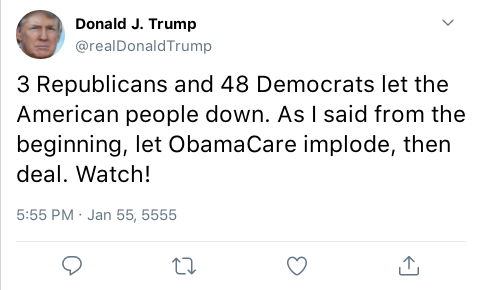 Donald J. Trump
@realDonaldTrump
3 Republicans and 48 Democrats let the
American people down. As I said from the
beginning, let ObamaCare implode, then
deal. Watch!
5:55 PM · Jan 55, 5555